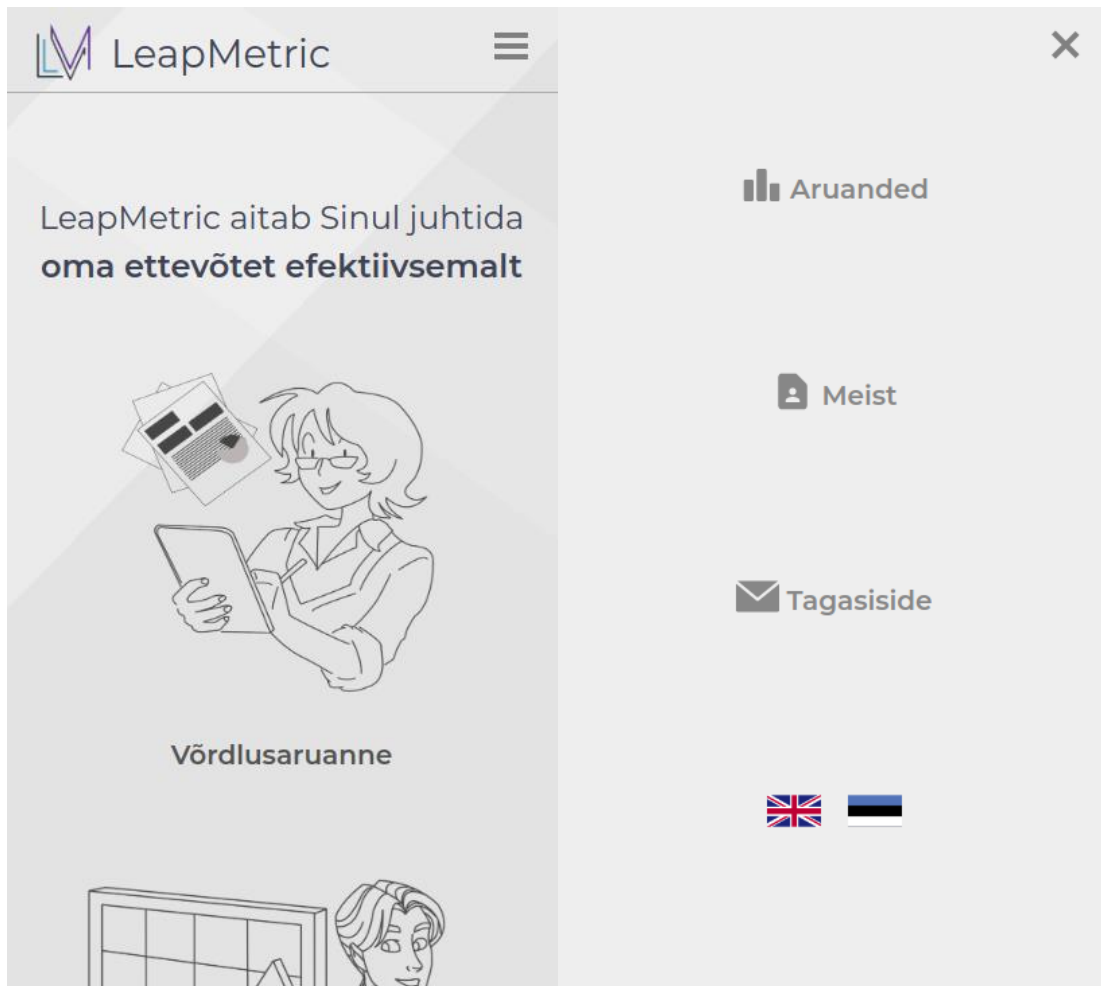 LeapMetric
LeapMetric aitab Sinul juhtida
oma ettevõtet efektiivsemalt
Võrdlusaruanne
Aruanded
Meist
Tagasiside